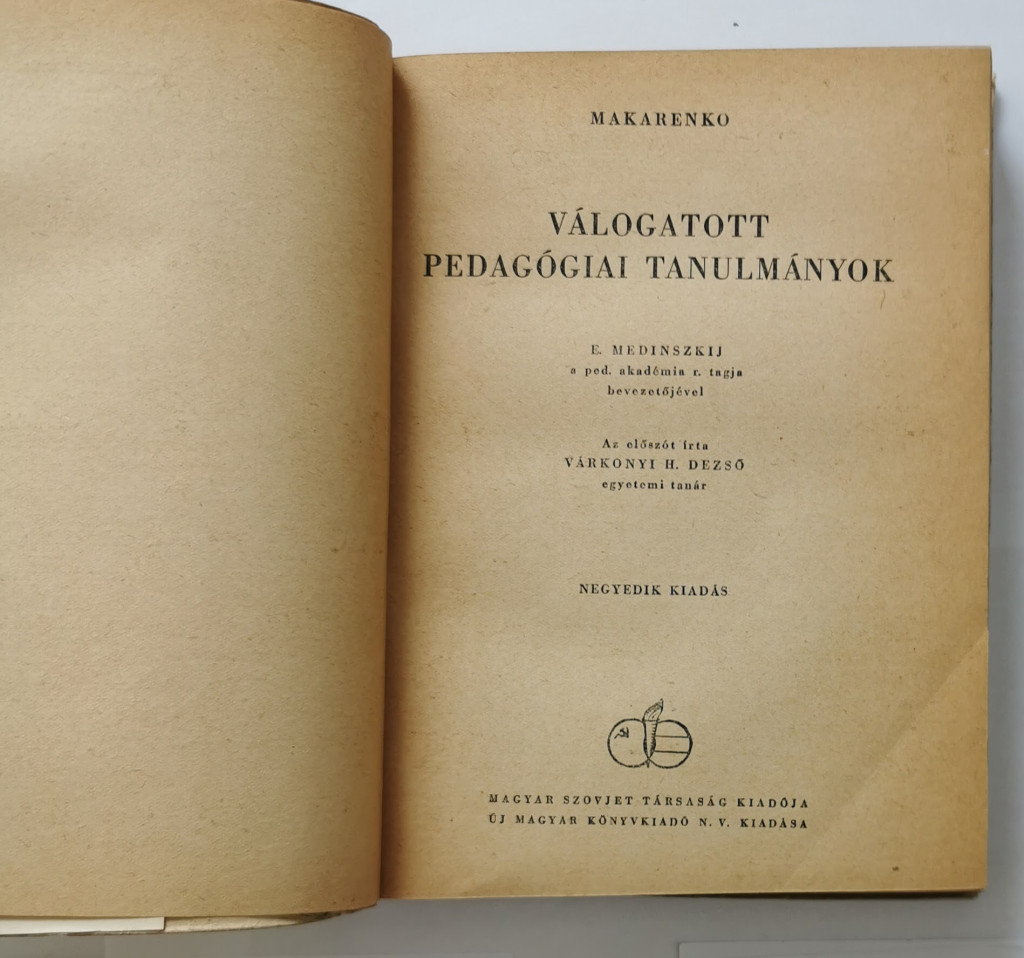 MAKARENKO
VÁLOGATOTT
PEDAGÓGIAI TANULMÁNYOK
E. MEDINSZKIJ
a ped. akadémia r. tagja
bevezetőjével
Az előszót írta
VÁRKONYI H. DEZSŐ
egyetemi tanár
NEGYEDIK KIADÁS
MAGYAR SZOVJET TÁRSASÁG KIADÓJA
ÚJ MAGYAR KÖNYVKIADÓ N. V. KIADÁSA